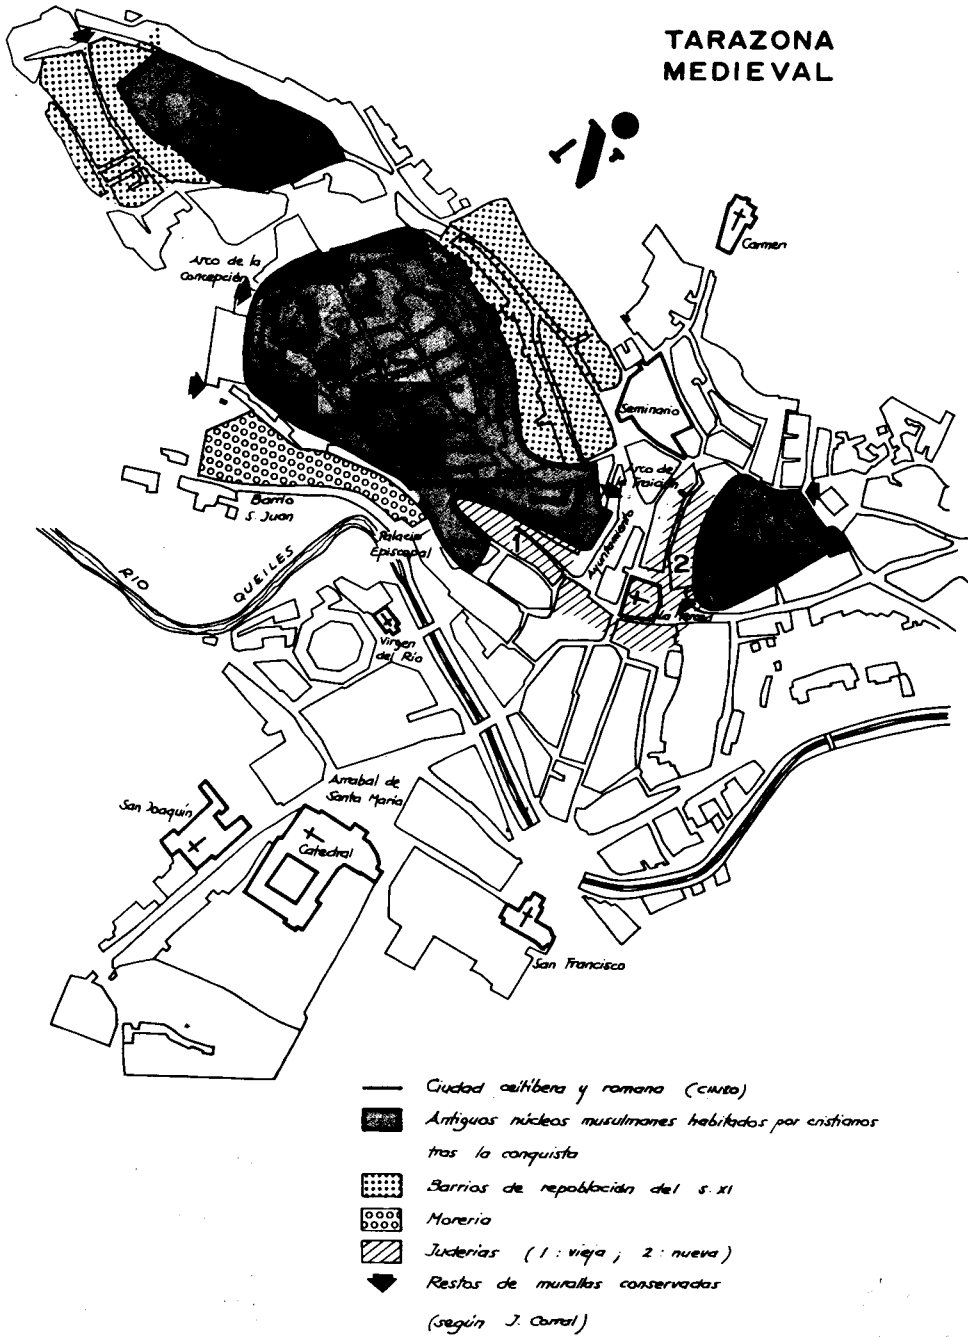 TARAZONA
MEDIEVAL
Carmen
Arco de la
Concepción
Seminario
Arco de
la Traición
Barrio
S. Juan
Palacio
Episcopal
Ayuntamiento
1
2
RIO
QUEILES
Virgen
del Río
Arrabal de
Santa María
San Joaquín
Catedral
San Francisco
Ciudad celtíbera y romana (CINTO)
Antiguos núcleos musulmanes habitados por cristianos
tras la conquista
Barrios de repoblación del s. XI
Moreria
Juderias (1: vieja; 2: nueva)
Restos de murallas conservadas
(según J. Corral)